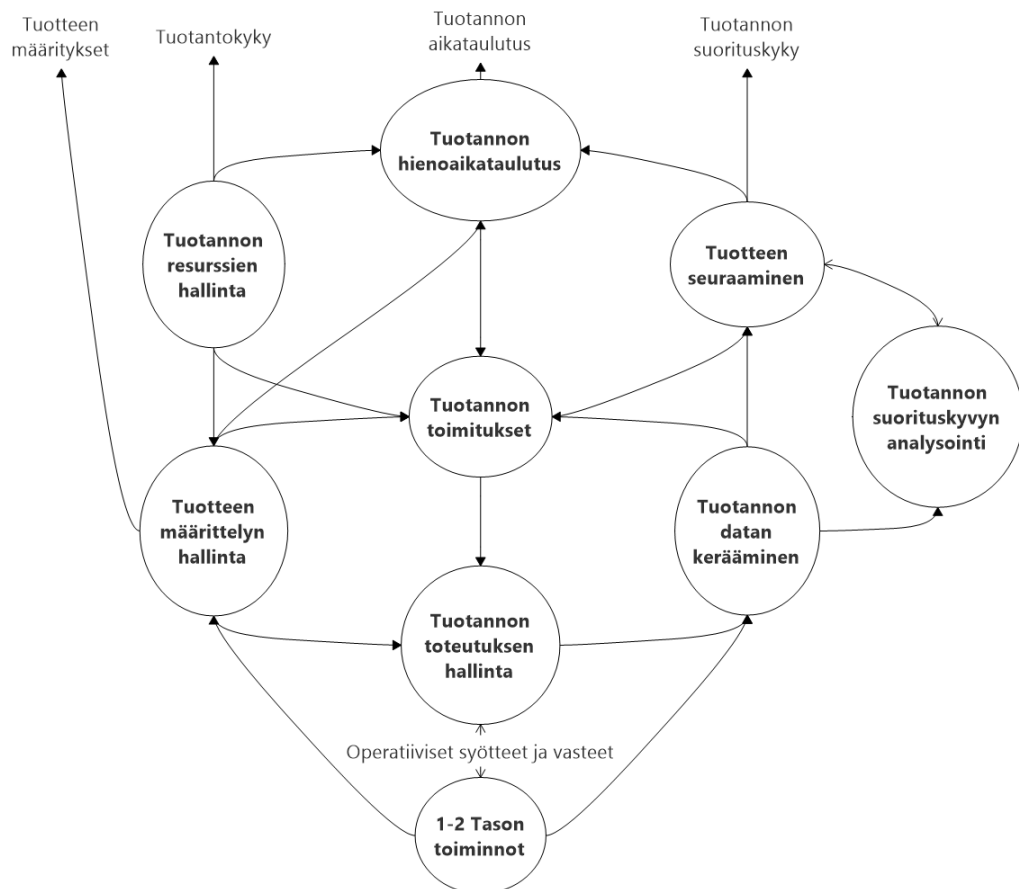 Tuotteen
määritykset
Tuotantokyky
Tuotannon
aikataulutus
Tuotannon
suorituskyky
Tuotannon
hienoaikataulutus
Tuotannon
resurssien
hallinta
Tuotteen
seuraaminen
Tuotannon
suorituskyvyn
analysointi
Tuotannon
toimitukset
Tuotteen
määrittelyn
hallinta
Tuotannon
datan
kerääminen
Tuotannon
toteutuksen
hallinta
Operatiiviset syötteet ja vasteet
1-2 Tason
toiminnot